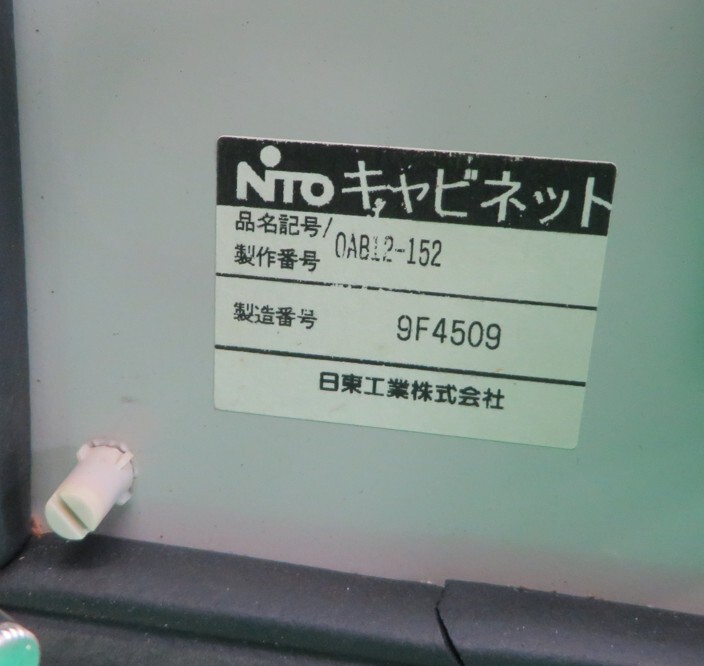 NiTO キャビネット
品名記号/
製作番号 OAB12-152
製造番号 9F4509
日東工業株式会社